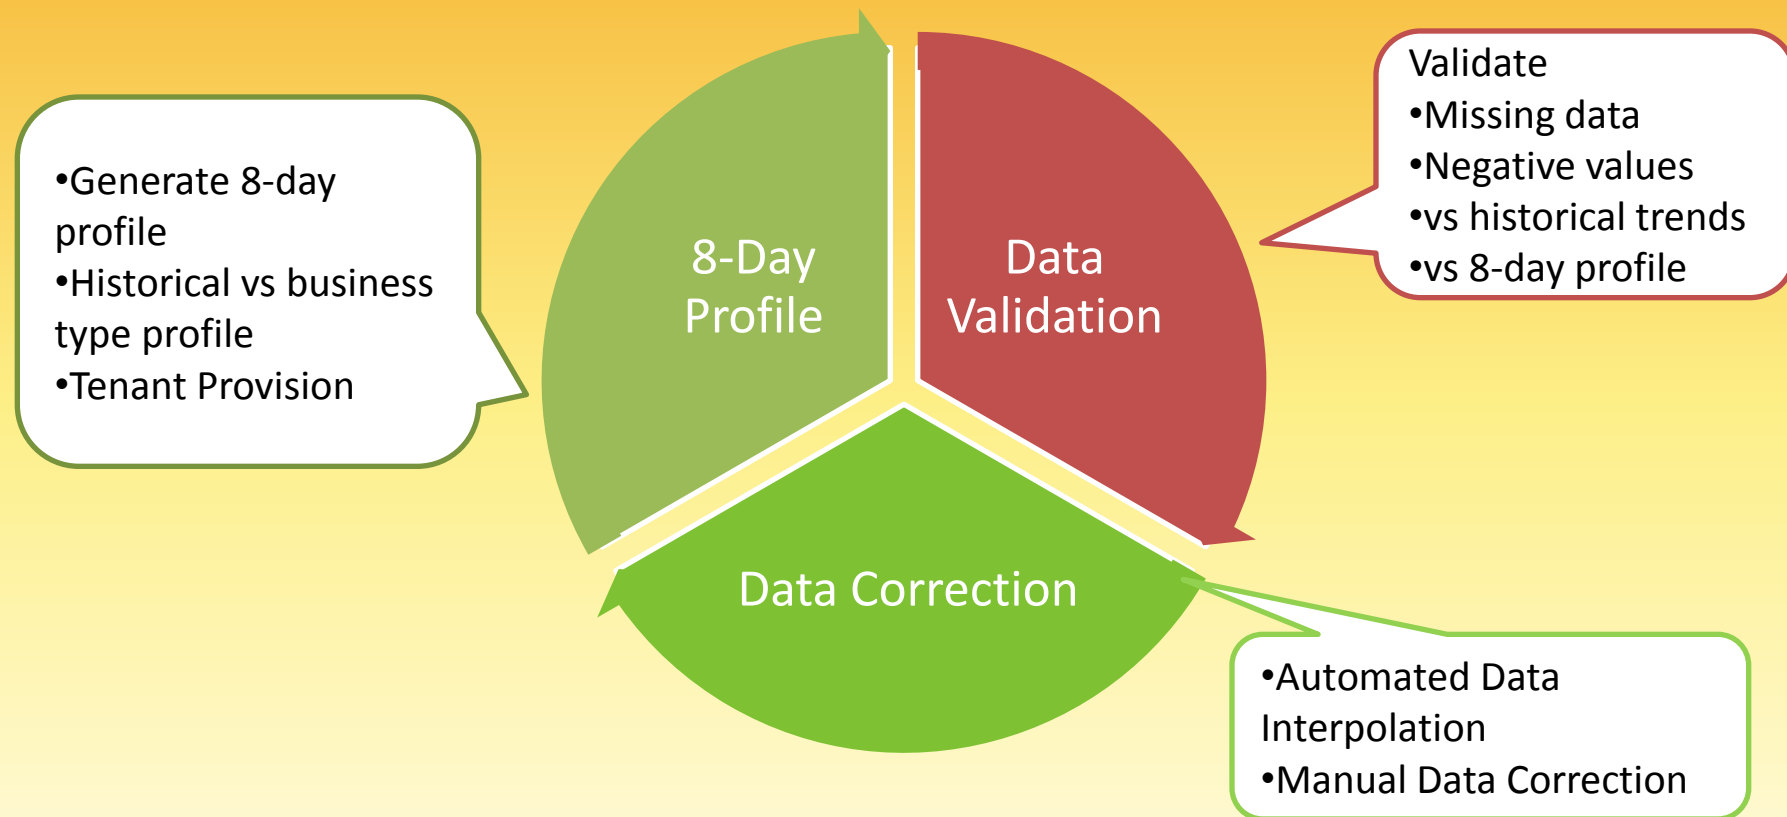 •Generate 8-day
profile
•Historical vs business
type profile
•Tenant Provision
8-Day
Profile
Data
Validation
Validate
•Missing data
•Negative values
•vs historical trends
•vs 8-day profile
Data Correction
•Automated Data
Interpolation
•Manual Data Correction